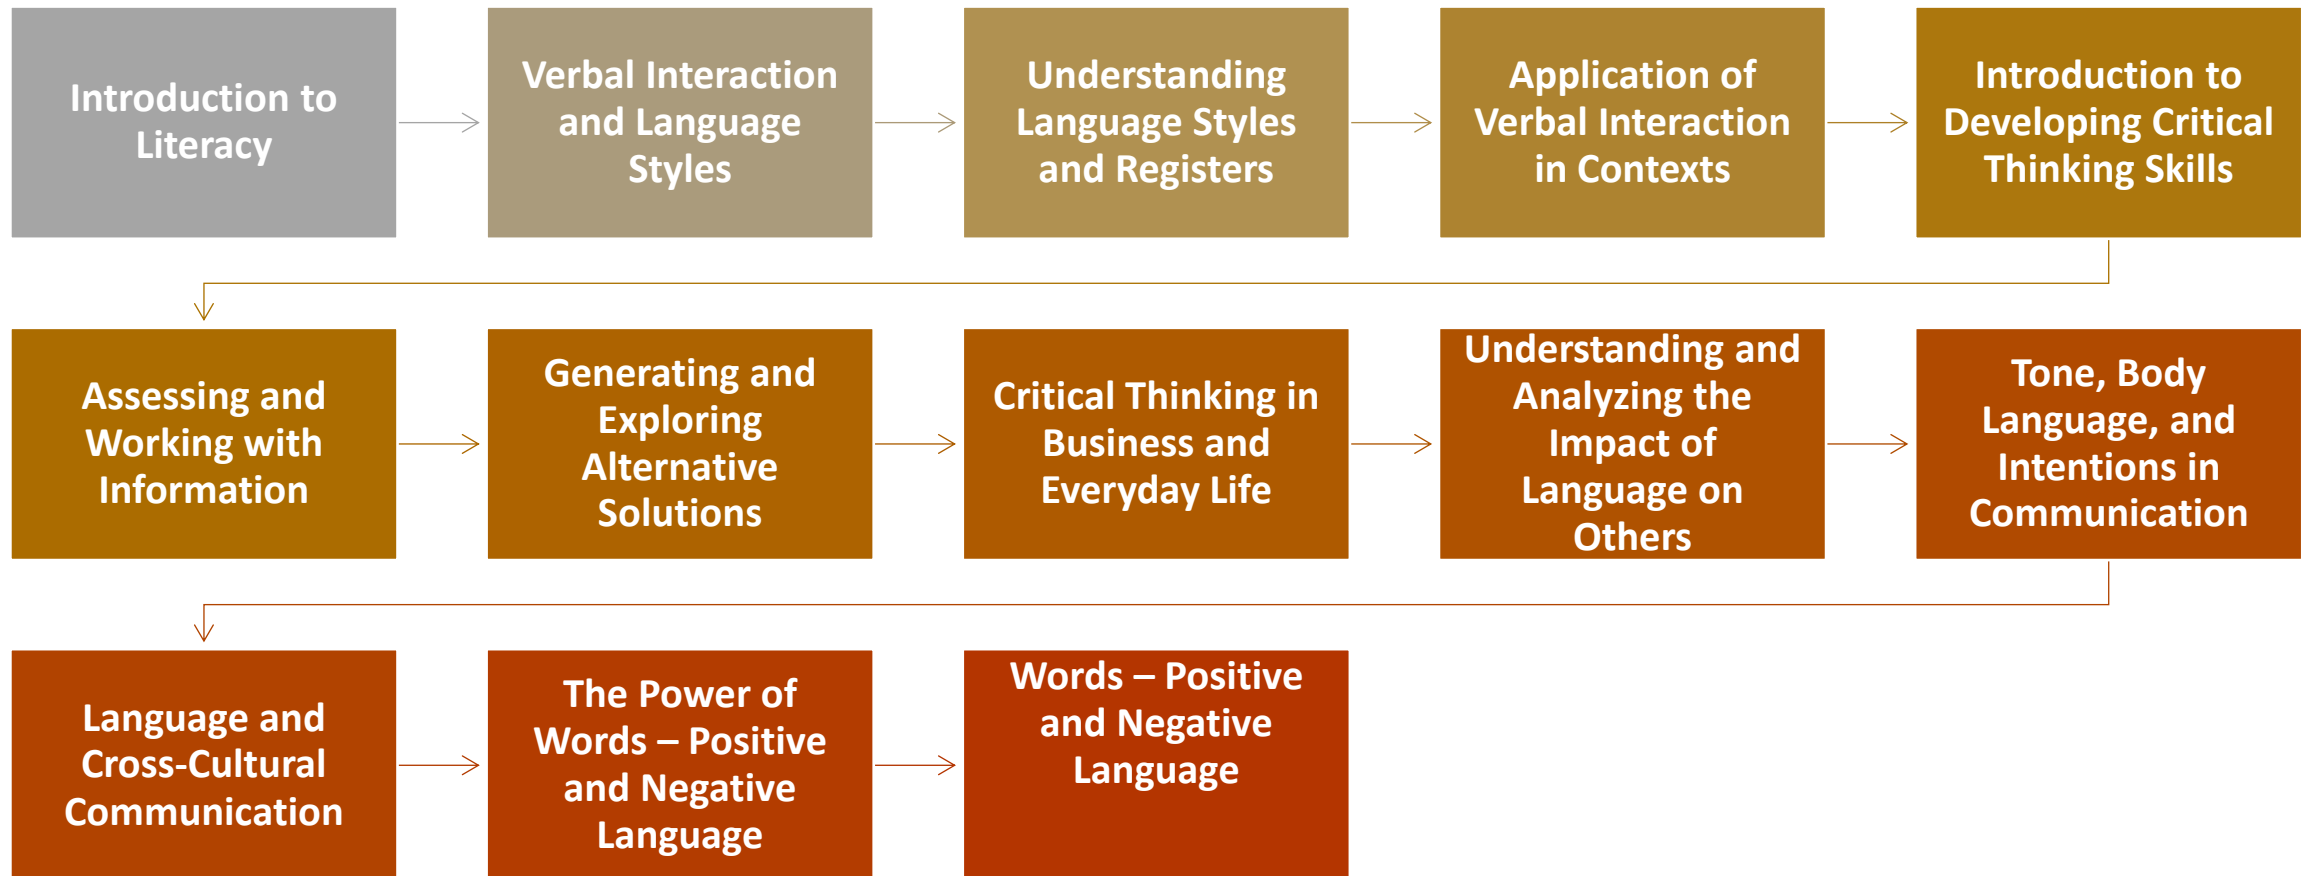 Introduction to
Literacy
Verbal Interaction
and Language
Styles
Understanding
Language Styles
and Registers
Application of
Verbal Interaction
in Contexts
Introduction to
Developing Critical
Thinking Skills
Assessing and
Working with
Information
Generating and
Exploring
Alternative
Solutions
Critical Thinking in
Business and
Everyday Life
Understanding and
Analyzing the
Impact of
Language on
Others
Tone, Body
Language, and
Intentions in
Communication
Language and
Cross-Cultural
Communication
The Power of
Words – Positive
and Negative
Language
Words – Positive
and Negative
Language